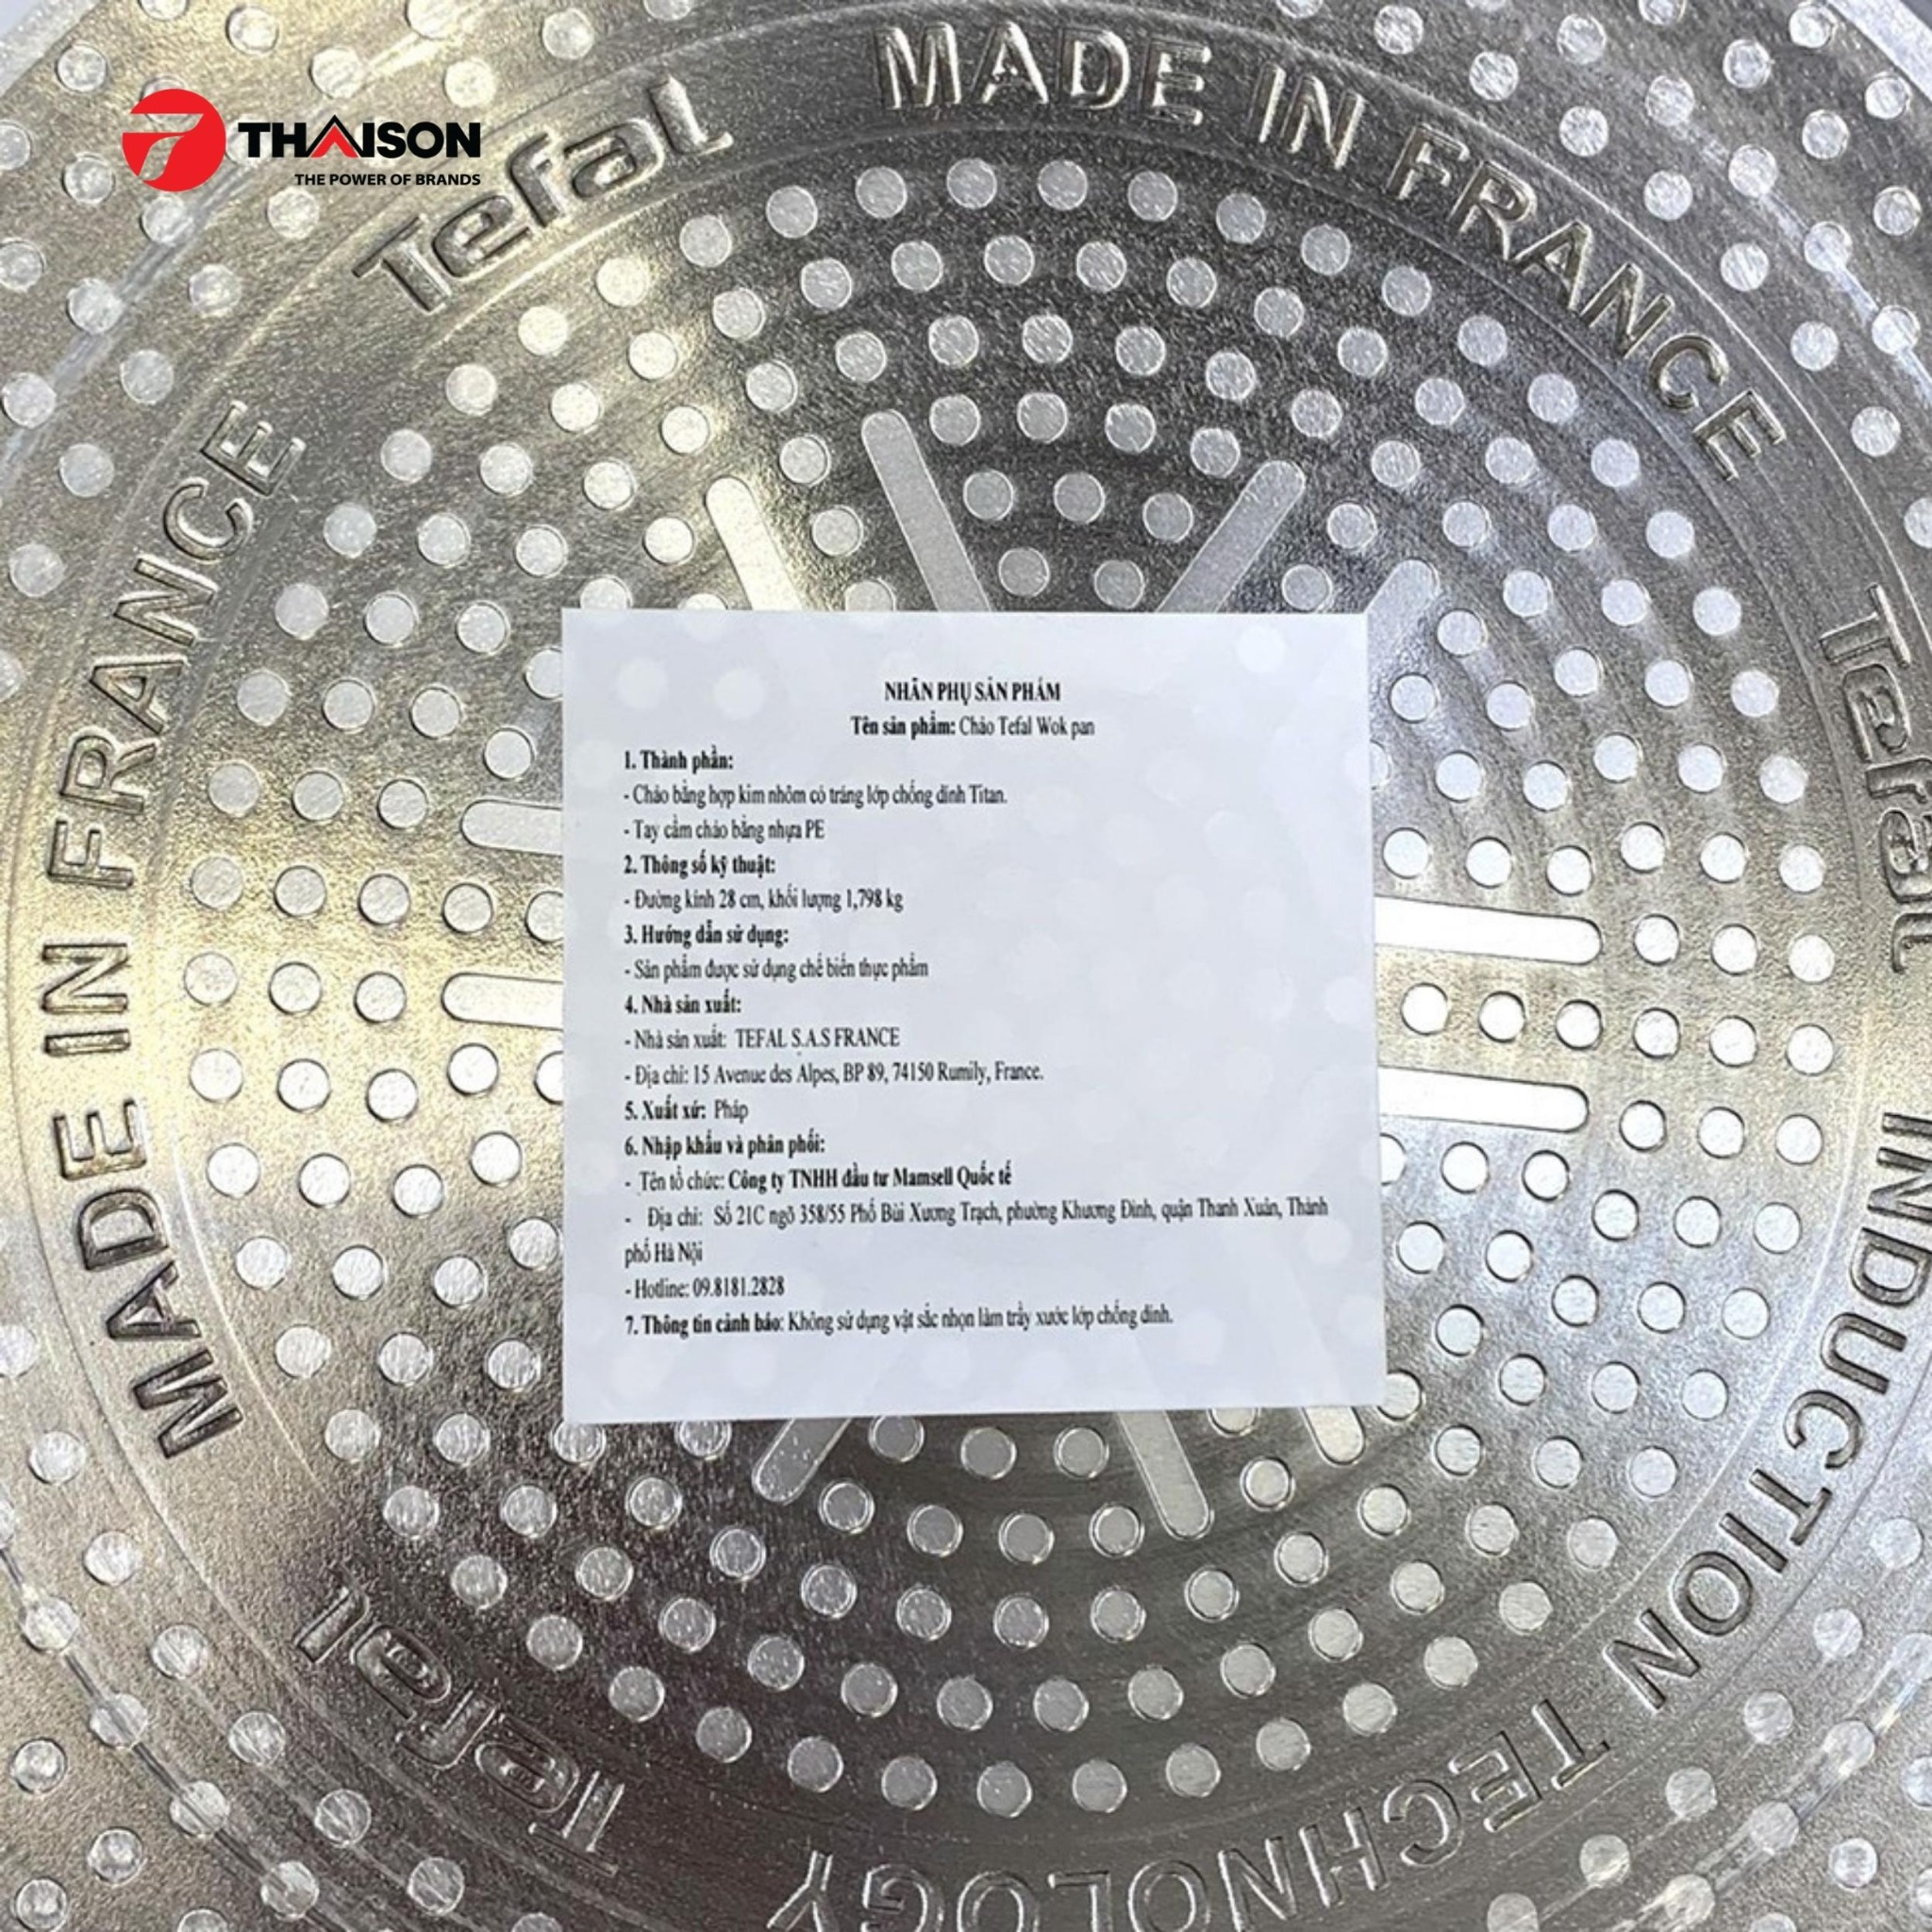 THAISON
THE POWER OF BRANDS
Tefal
MADE IN FRANCE
Tefal
INDUCTION TECHNOLOGY
Tefal
MADE IN FRANCE
NHÃN PHỤ SẢN PHẨM
Tên sản phẩm: Chảo Tefal Wok pan
1. Thành phần:
- Chảo bằng hợp kim nhôm có tráng lớp chống dính Titan.
- Tay cầm chảo bằng nhựa PE
2. Thông số kỹ thuật:
- Đường kính 28 cm, khối lượng 1,798 kg
3. Hướng dẫn sử dụng:
- Sản phẩm được sử dụng chế biến thực phẩm
4. Nhà sản xuất:
- Nhà sản xuất: TEFAL S.A.S FRANCE
- Địa chỉ: 15 Avenue des Alpes, BP 89, 74150 Rumily, France.
5. Xuất xứ: Pháp
6. Nhập khẩu và phân phối:
- Tên tổ chức: Công ty TNHH đầu tư Mamsell Quốc tế
- Địa chỉ: Số 21C ngõ 358/55 Phố Bùi Xương Trạch, phường Khương Đình, quận Thanh Xuân, Thành
phố Hà Nội
- Hotline: 09.8181.2828
7. Thông tin cảnh báo: Không sử dụng vật sắc nhọn làm trầy xước lớp chống dính.